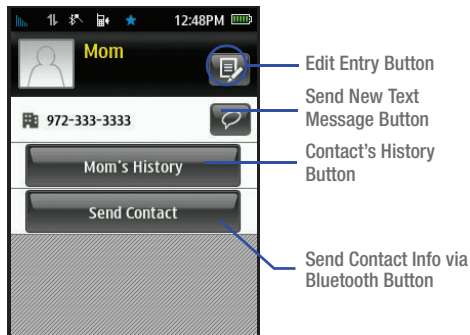 12:48PM
Mom
Edit Entry Button
Send New Text
Message Button
972-333-3333
Contact's History
Button
Mom's History
Send Contact
Send Contact Info via
Bluetooth Button